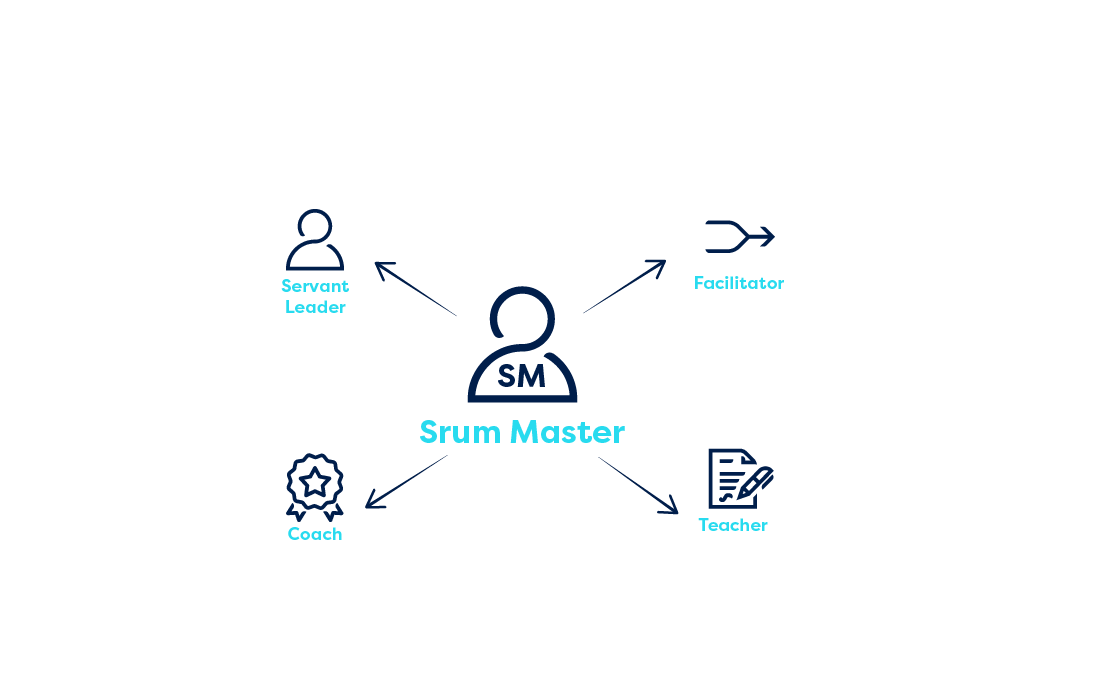 Servant
Leader
Facilitator
SM
Srum Master
Coach
Teacher